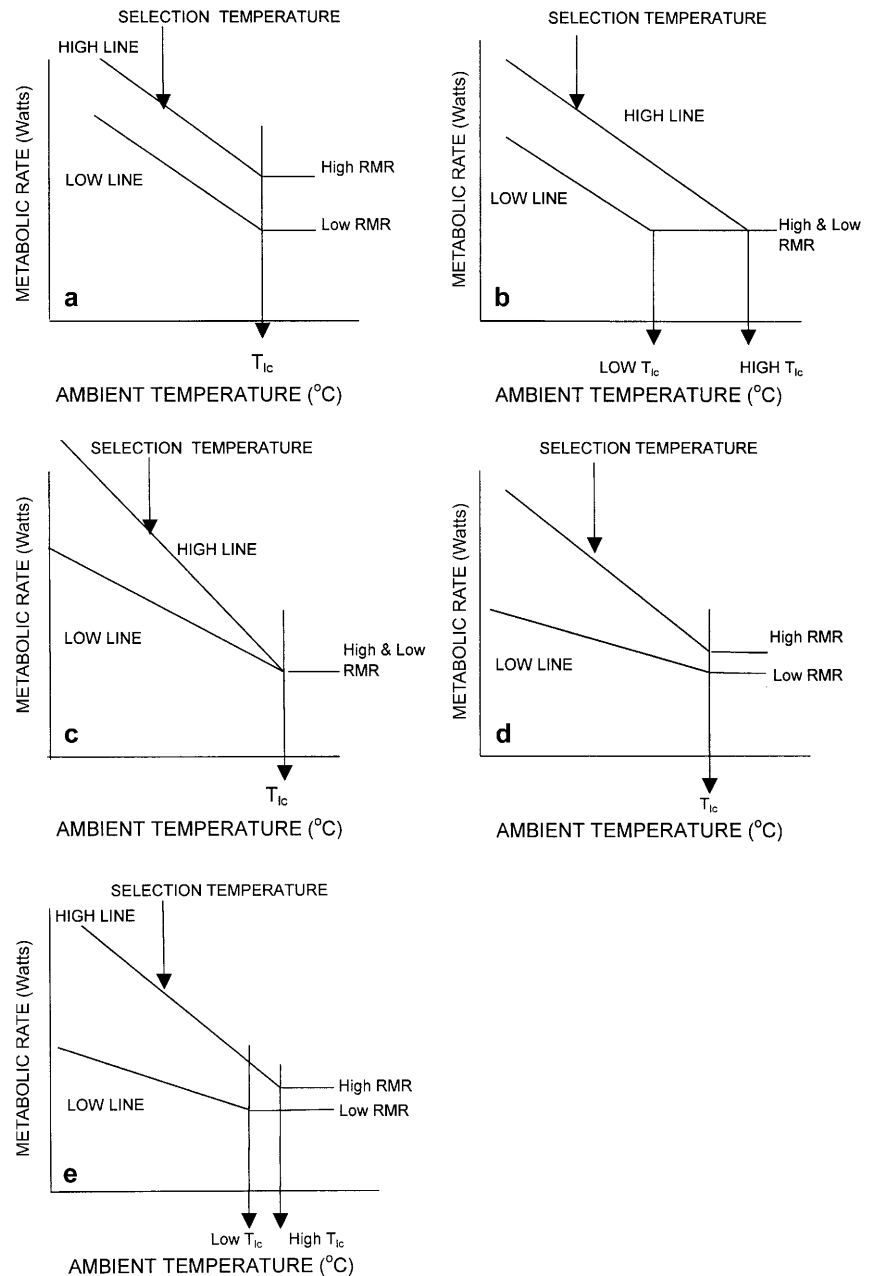 SELECTION TEMPERATURE
HIGH LINE
LOW LINE
High RMR
Low RMR
METABOLIC RATE (Watts)
a
Tlc
AMBIENT TEMPERATURE (°C)
SELECTION TEMPERATURE
HIGH LINE
LOW LINE
High & Low
RMR
METABOLIC RATE (Watts)
b
LOW Tlc
HIGH Tlc
AMBIENT TEMPERATURE (°C)
SELECTION TEMPERATURE
HIGH LINE
LOW LINE
High & Low
RMR
METABOLIC RATE (Watts)
c
Tlc
AMBIENT TEMPERATURE (°C)
SELECTION TEMPERATURE
HIGH LINE
LOW LINE
High RMR
Low RMR
METABOLIC RATE (Watts)
d
Tlc
AMBIENT TEMPERATURE (°C)
SELECTION TEMPERATURE
HIGH LINE
LOW LINE
High RMR
Low RMR
METABOLIC RATE (Watts)
e
Low Tlc
High Tlc
AMBIENT TEMPERATURE (°C)